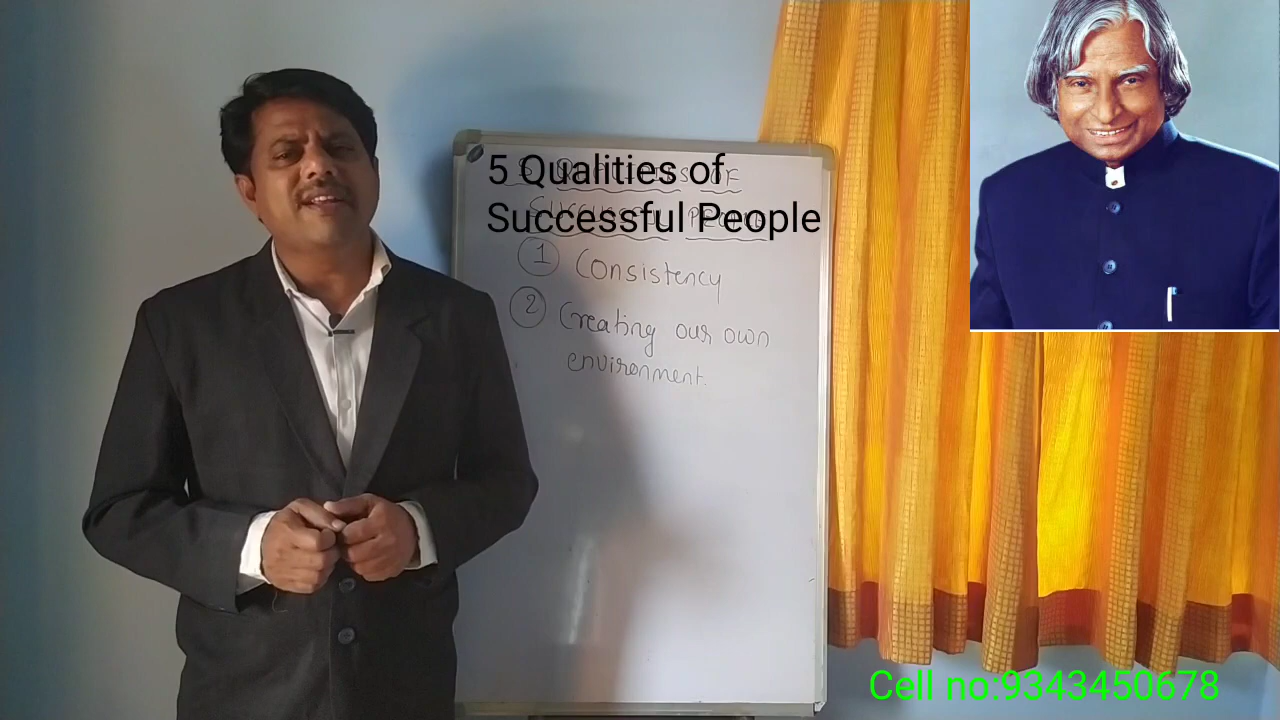 5 Qualities of
Successful People
1 Consistency
2 Creating our own
environment.
Cell no:9343450678